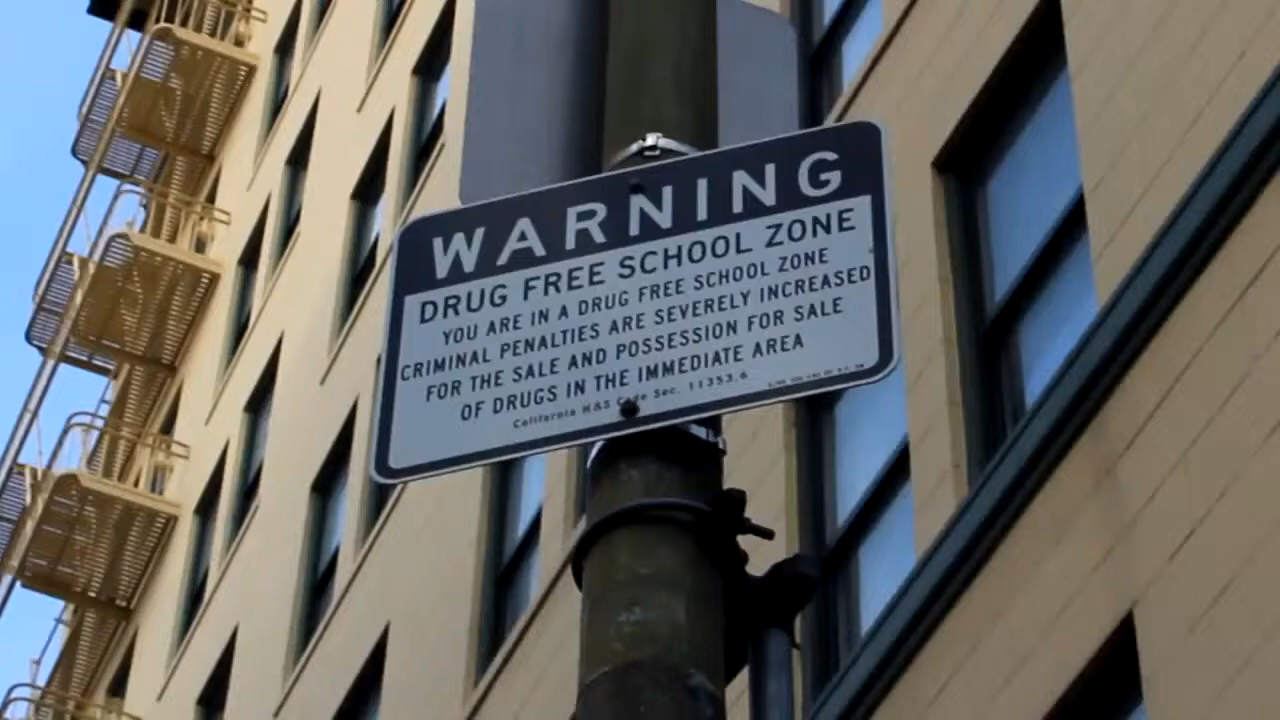 WARNING
DRUG FREE SCHOOL ZONE
YOU ARE IN A DRUG FREE SCHOOL ZONE
CRIMINAL PENALTIES ARE SEVERELY INCREASED
FOR THE SALE AND POSSESSION FOR SALE
OF DRUGS IN THE IMMEDIATE AREA
California H&S Code Sec. 11353.6